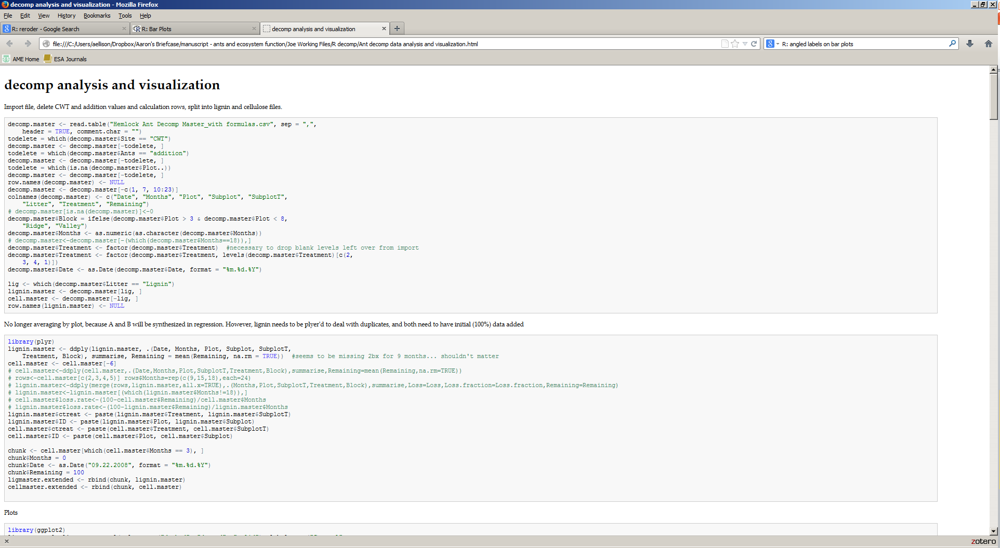 decomp analysis and visualization - Mozilla Firefox
File Edit View History Bookmarks Tools Help
R: reroder - Google Search
R: Bar Plots
decomp analysis and visualization
file:///C:/Users/aellison/Dropbox/Aaron's Briefcase/manuscript - ants and ecosystem function/Joe Working Files/R decomp/Ant decomp data analysis and visualization.html
R: angled labels on bar plots
AME Home ESA Journals
decomp analysis and visualization
Import file, delete CWT and addition values and calculation rows, split into lignin and cellulose files.
decomp.master <- read.table("Hemlock Ant Decomp Master_with formulas.csv", sep = ",",
    header = TRUE, comment.char = "")
todelete = which(decomp.master$Site == "CWT")
decomp.master <- decomp.master[-todelete, ]
todelete = which(decomp.master$Ants == "addition")
decomp.master <- decomp.master[-todelete, ]
todelete = which(is.na(decomp.master$Plot..))
decomp.master <- decomp.master[-todelete, ]
row.names(decomp.master) <- NULL
decomp.master <- decomp.master[-c(1, 7, 10:23)]
colnames(decomp.master) <- c("Date", "Months", "Plot", "Subplot", "SubplotT",
    "Litter", "Treatment", "Remaining")
# decomp.master[is.na(decomp.master)]<-0
decomp.master$Block = ifelse(decomp.master$Plot > 3 & decomp.master$Plot < 8,
    "Ridge", "Valley")
decomp.master$Months <- as.numeric(as.character(decomp.master$Months))
# decomp.master<-decomp.master[-(which(decomp.master$Months==18)),]
decomp.master$Treatment <- factor(decomp.master$Treatment)  #necessary to drop blank levels left over from import
decomp.master$Treatment <- factor(decomp.master$Treatment, levels(decomp.master$Treatment)[c(2,
    3, 4, 1)])
decomp.master$Date <- as.Date(decomp.master$Date, format = "%m.%d.%Y")
lig <- which(decomp.master$Litter == "Lignin")
lignin.master <- decomp.master[lig, ]
cell.master <- decomp.master[-lig, ]
row.names(lignin.master) <- NULL
No longer averaging by plot, because A and B will be synthesized in regression. However, lignin needs to be plyer'd to deal with duplicates, and both need to have initial (100%) data added
library(plyr)
lignin.master <- ddply(lignin.master, .(Date, Months, Plot, Subplot, SubplotT,
    Treatment, Block), summarise, Remaining = mean(Remaining, na.rm = TRUE))  #seems to be missing 2bx for 9 months... shouldn't matter
cell.master <- cell.master[-6]
# cell.master<-ddply(cell.master,.(Date,Months,Plot,SubplotT,Treatment,Block),summarise,Remaining=mean(Remaining,na.rm=TRUE))
# rows<-cell.master[c(2,3,4,5)] rows$Months=rep(c(9,15,18),each=24)
# lignin.master<-ddply(merge(rows,lignin.master,all.x=TRUE),.(Months,Plot,SubplotT,Treatment,Block),summarise,Loss=Loss,Loss.fraction=Loss.fraction,Remaining=Remaining)
# lignin.master<-lignin.master[(which(lignin.master$Months!=18)),]
# cell.master$loss.rate<-(100-cell.master$Remaining)/cell.master$Months
# lignin.master$loss.rate<-(100-lignin.master$Remaining)/lignin.master$Months
lignin.master$ctreat <- paste(lignin.master$Treatment, lignin.master$SubplotT)
lignin.master$ID <- paste(lignin.master$Plot, lignin.master$Subplot)
cell.master$ctreat <- paste(cell.master$Treatment, cell.master$SubplotT)
cell.master$ID <- paste(cell.master$Plot, cell.master$Subplot)
chunk <- cell.master[which(cell.master$Months == 3), ]
chunk$Months = 0
chunk$Date <- as.Date("09.22.2008", format = "%m.%d.%Y")
chunk$Remaining = 100
ligmaster.extended <- rbind(chunk, lignin.master)
cellmaster.extended <- rbind(chunk, cell.master)
Plots
library(ggplot2)
zotero